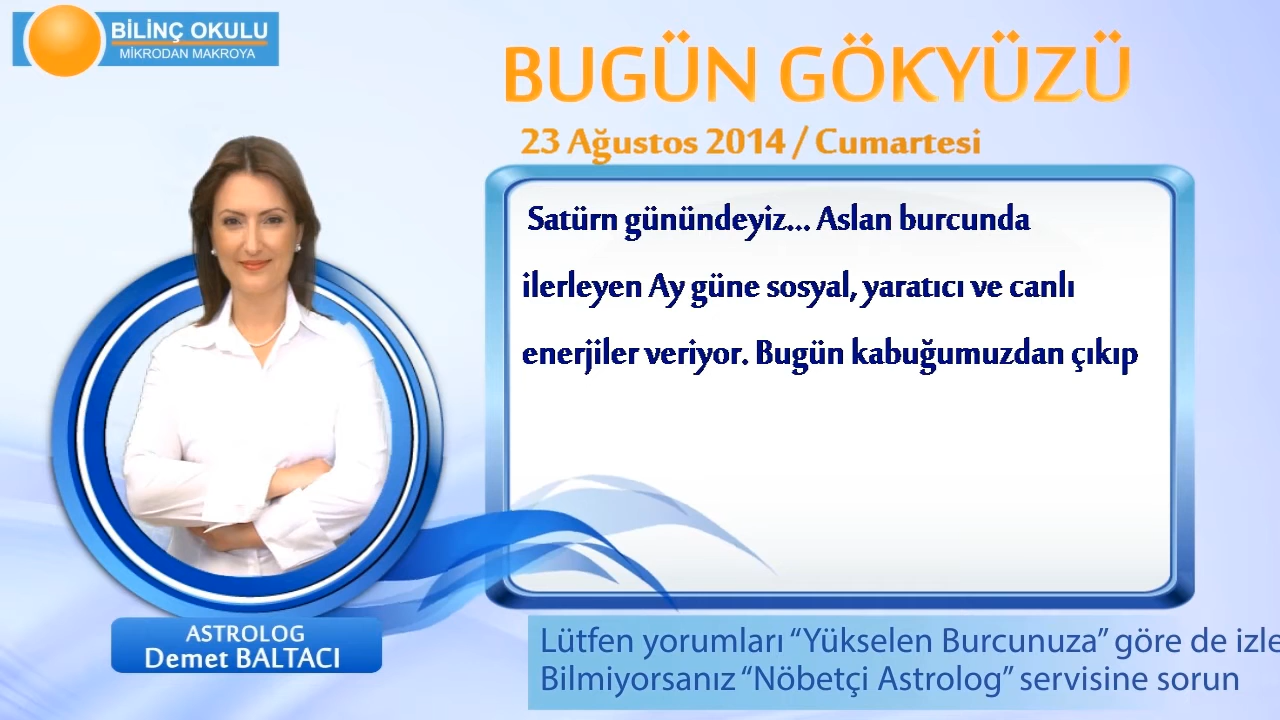 BİLİNÇ OKULU
MİKRODAN MAKROYA
BUGÜN GÖKYÜZÜ
23 Ağustos 2014 / Cumartesi
Satürn günündeyiz... Aslan burcunda
ilerleyen Ay güne sosyal, yaratıcı ve canlı
enerjiler veriyor. Bugün kabuğumuzdan çıkıp
ASTROLOG
Demet BALTACI
Lütfen yorumları “Yükselen Burcunuza” göre de izle
Bilmiyorsanız “Nöbetçi Astrolog” servisine sorun